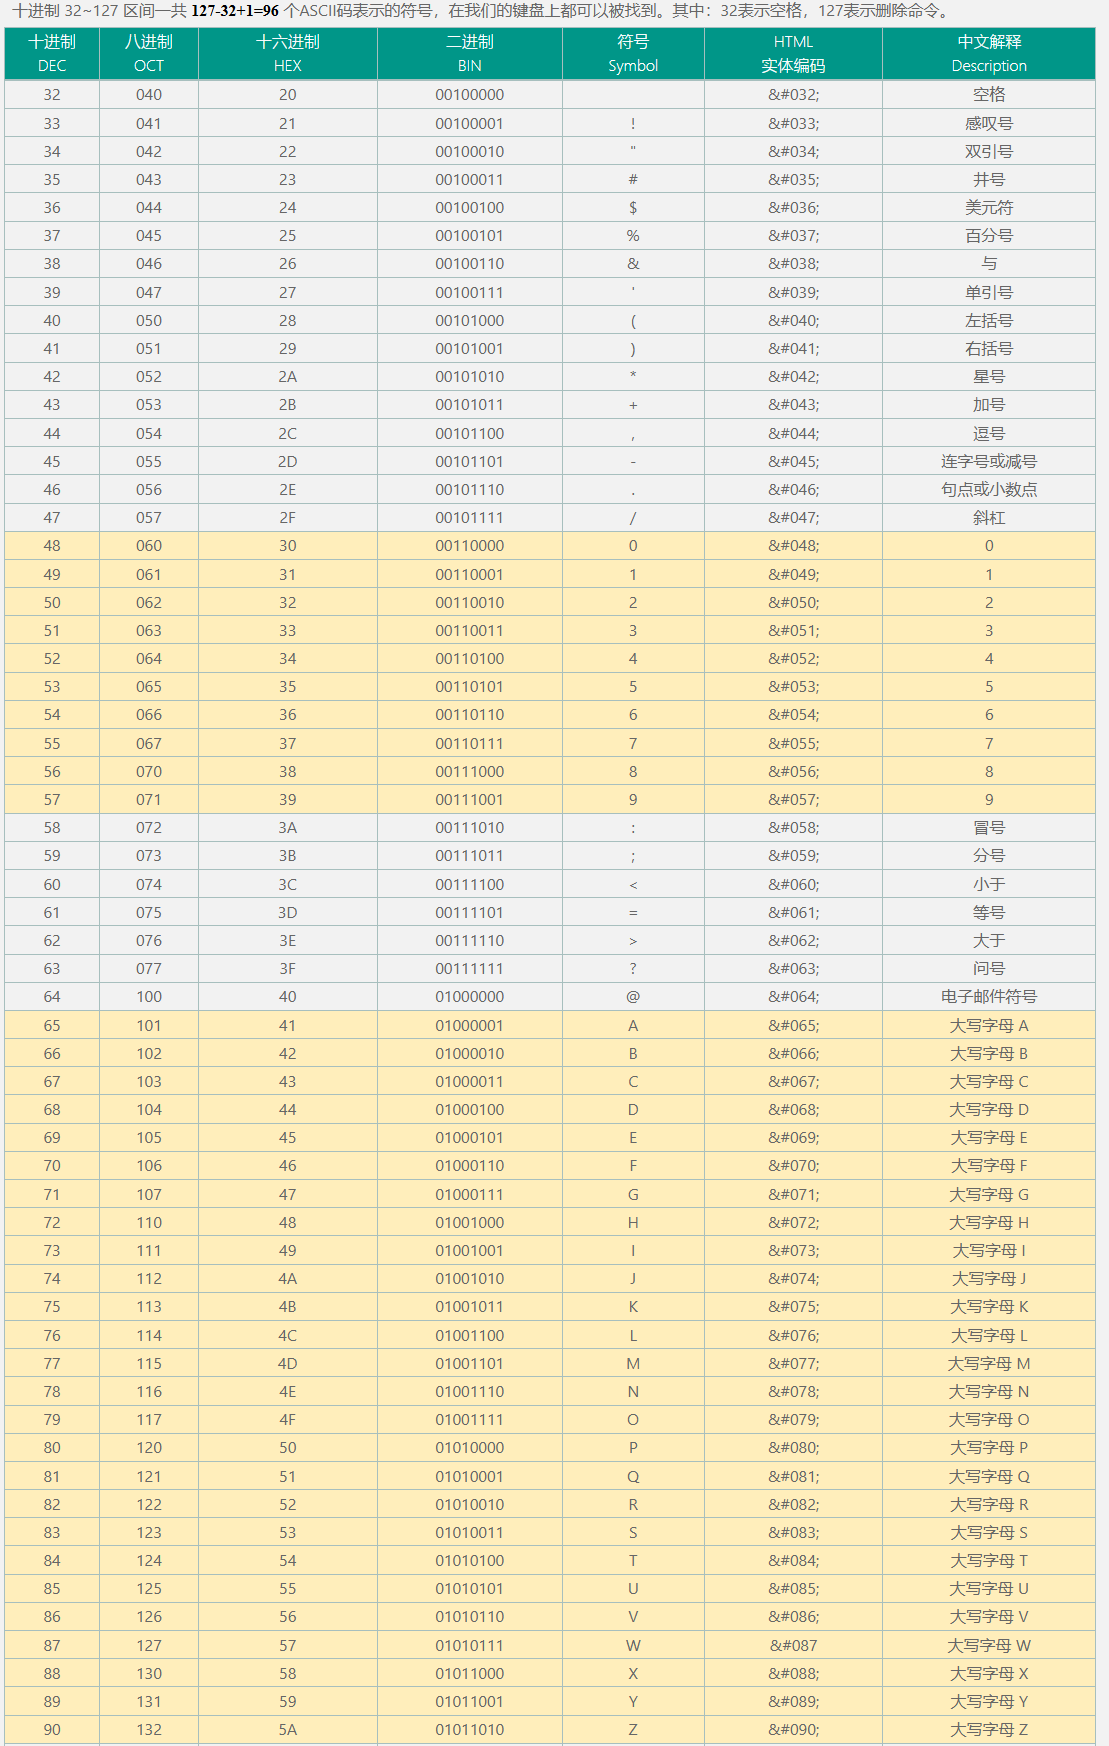 十进制 32~127 区间一共 127-32+1=96 个ASCII码表示的符号，在我们的键盘上都可以被找到。其中：32表示空格，127表示删除命令。
十进制 八进制 十六进制 二进制 符号 HTML 中文解释
DEC OCT HEX BIN Symbol 实体编码 Description
32 040 20 00100000 &#032; 空格
33 041 21 00100001 ! &#033; 感叹号
34 042 22 00100010 " &#034; 双引号
35 043 23 00100011 # &#035; 井号
36 044 24 00100100 $ &#036; 美元符
37 045 25 00100101 % &#037; 百分号
38 046 26 00100110 & &#038; 与
39 047 27 00100111 ' &#039; 单引号
40 050 28 00101000 ( &#040; 左括号
41 051 29 00101001 ) &#041; 右括号
42 052 2A 00101010 * &#042; 星号
43 053 2B 00101011 + &#043; 加号
44 054 2C 00101100 , &#044; 逗号
45 055 2D 00101101 - &#045; 连字号或减号
46 056 2E 00101110 . &#046; 句点或小数点
47 057 2F 00101111 / &#047; 斜杠
48 060 30 00110000 0 &#048; 0
49 061 31 00110001 1 &#049; 1
50 062 32 00110010 2 &#050; 2
51 063 33 00110011 3 &#051; 3
52 064 34 00110100 4 &#052; 4
53 065 35 00110101 5 &#053; 5
54 066 36 00110110 6 &#054; 6
55 067 37 00110111 7 &#055; 7
56 070 38 00111000 8 &#056; 8
57 071 39 00111001 9 &#057; 9
58 072 3A 00111010 : &#058; 冒号
59 073 3B 00111011 ; &#059; 分号
60 074 3C 00111100 < &#060; 小于
61 075 3D 00111101 = &#061; 等号
62 076 3E 00111110 > &#062; 大于
63 077 3F 00111111 ? &#063; 问号
64 100 40 01000000 @ &#064; 电子邮件符号
65 101 41 01000001 A &#065; 大写字母 A
66 102 42 01000010 B &#066; 大写字母 B
67 103 43 01000011 C &#067; 大写字母 C
68 104 44 01000100 D &#068; 大写字母 D
69 105 45 01000101 E &#069; 大写字母 E
70 106 46 01000110 F &#070; 大写字母 F
71 107 47 01000111 G &#071; 大写字母 G
72 110 48 01001000 H &#072; 大写字母 H
73 111 49 01001001 I &#073; 大写字母 I
74 112 4A 01001010 J &#074; 大写字母 J
75 113 4B 01001011 K &#075; 大写字母 K
76 114 4C 01001100 L &#076; 大写字母 L
77 115 4D 01001101 M &#077; 大写字母 M
78 116 4E 01001110 N &#078; 大写字母 N
79 117 4F 01001111 O &#079; 大写字母 O
80 120 50 01010000 P &#080; 大写字母 P
81 121 51 01010001 Q &#081; 大写字母 Q
82 122 52 01010010 R &#082; 大写字母 R
83 123 53 01010011 S &#083; 大写字母 S
84 124 54 01010100 T &#084; 大写字母 T
85 125 55 01010101 U &#085; 大写字母 U
86 126 56 01010110 V &#086; 大写字母 V
87 127 57 01010111 W &#087 大写字母 W
88 130 58 01011000 X &#088; 大写字母 X
89 131 59 01011001 Y &#089; 大写字母 Y
90 132 5A 01011010 Z &#090; 大写字母 Z